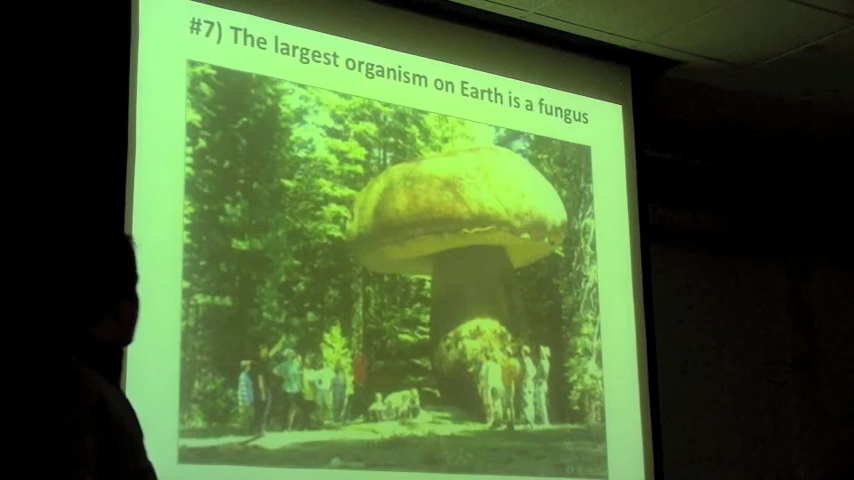 #7) The largest organism on Earth is a fungus